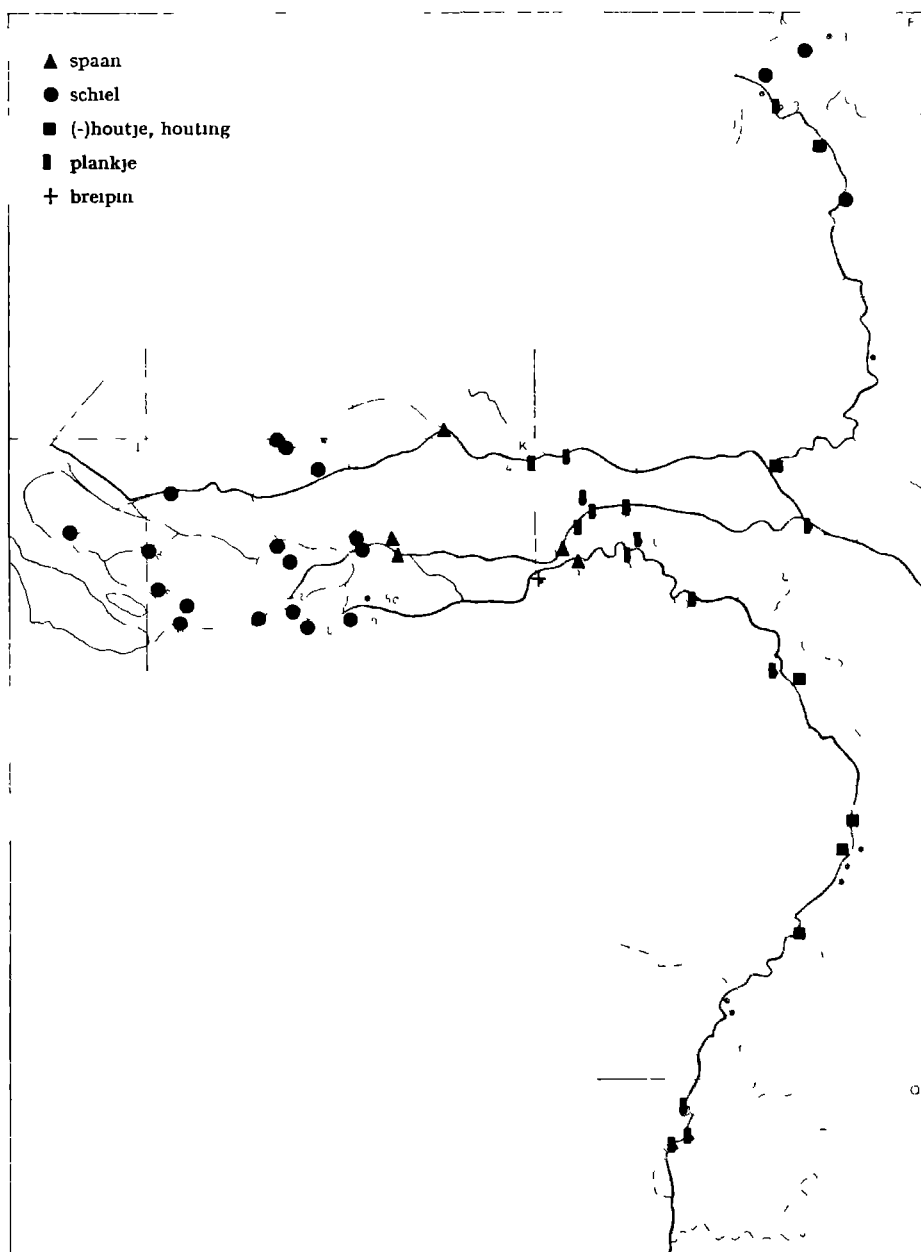 spaan
schiel
(-)houtje, houting
plankje
breipin
F
K
Q